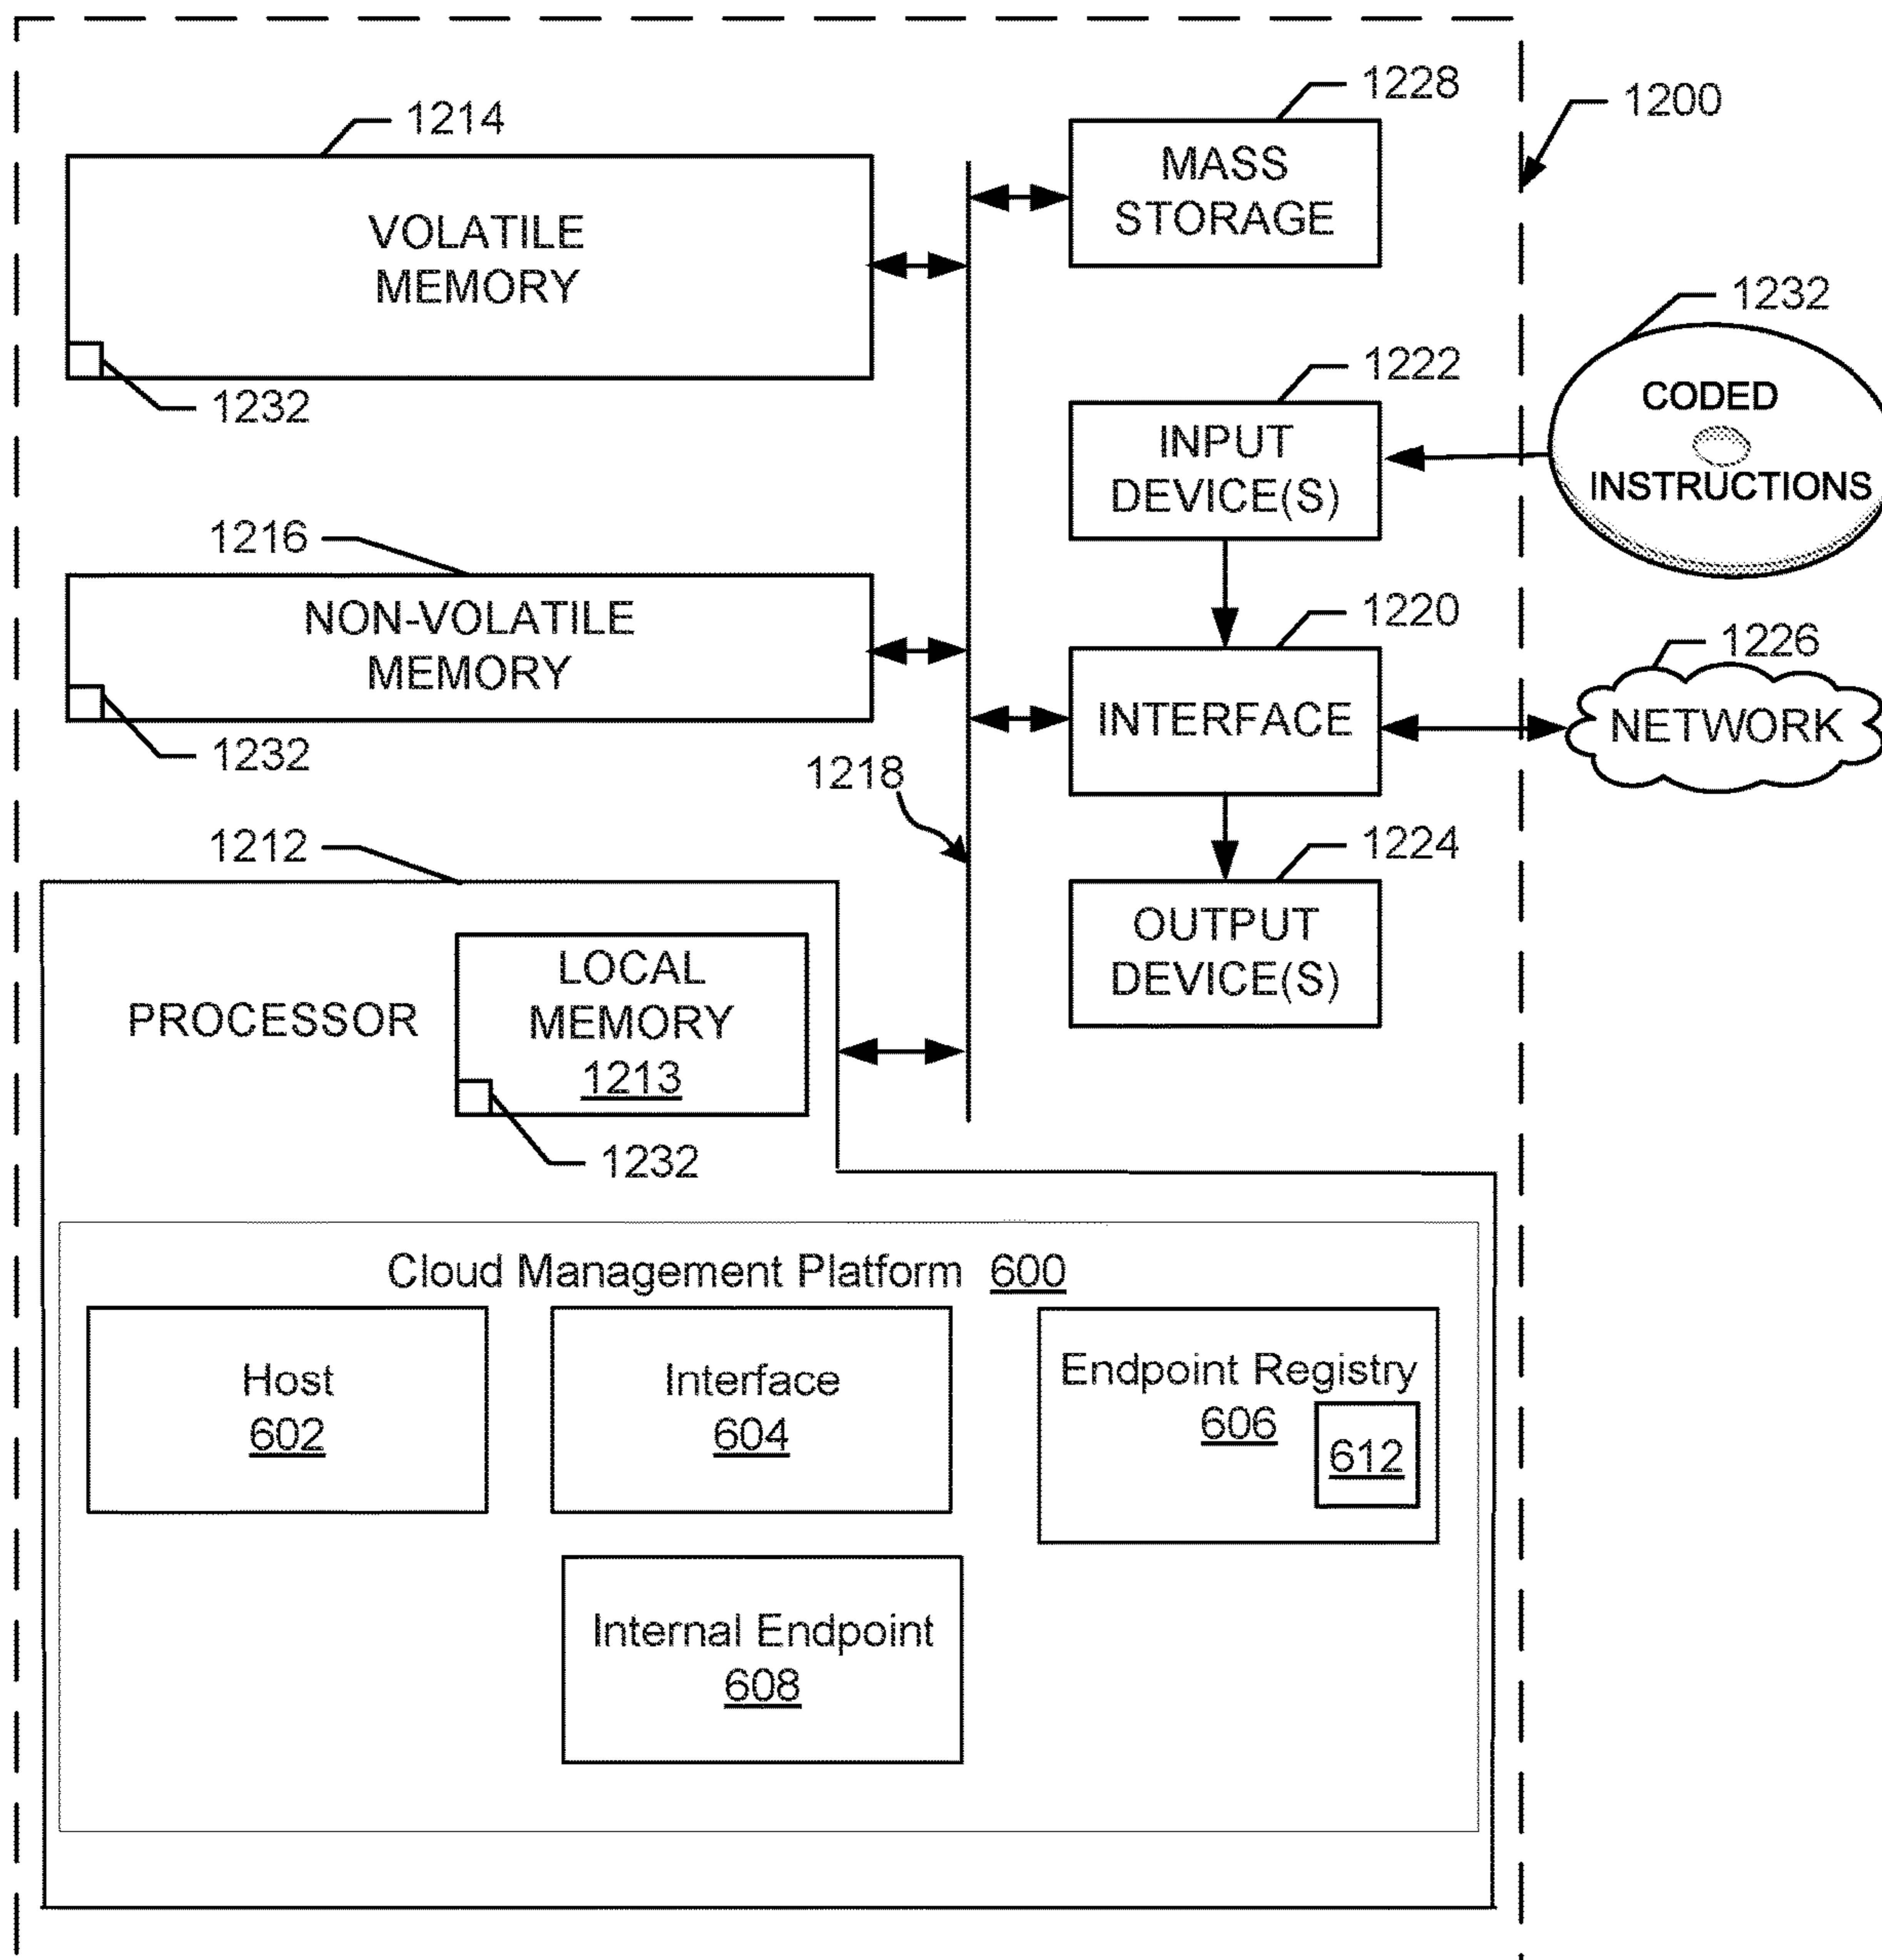 1214
VOLATILE
MEMORY
1232
1228
MASS
STORAGE
1200
1222
INPUT
DEVICE(S)
1232
CODED
INSTRUCTIONS
1216
NON-VOLATILE
MEMORY
1232
1220
INTERFACE
1226
NETWORK
1218
1224
OUTPUT
DEVICE(S)
1212
PROCESSOR
LOCAL
MEMORY
1213
1232
Cloud Management Platform 600
Host
602
Interface
604
Endpoint Registry
606
612
Internal Endpoint
608